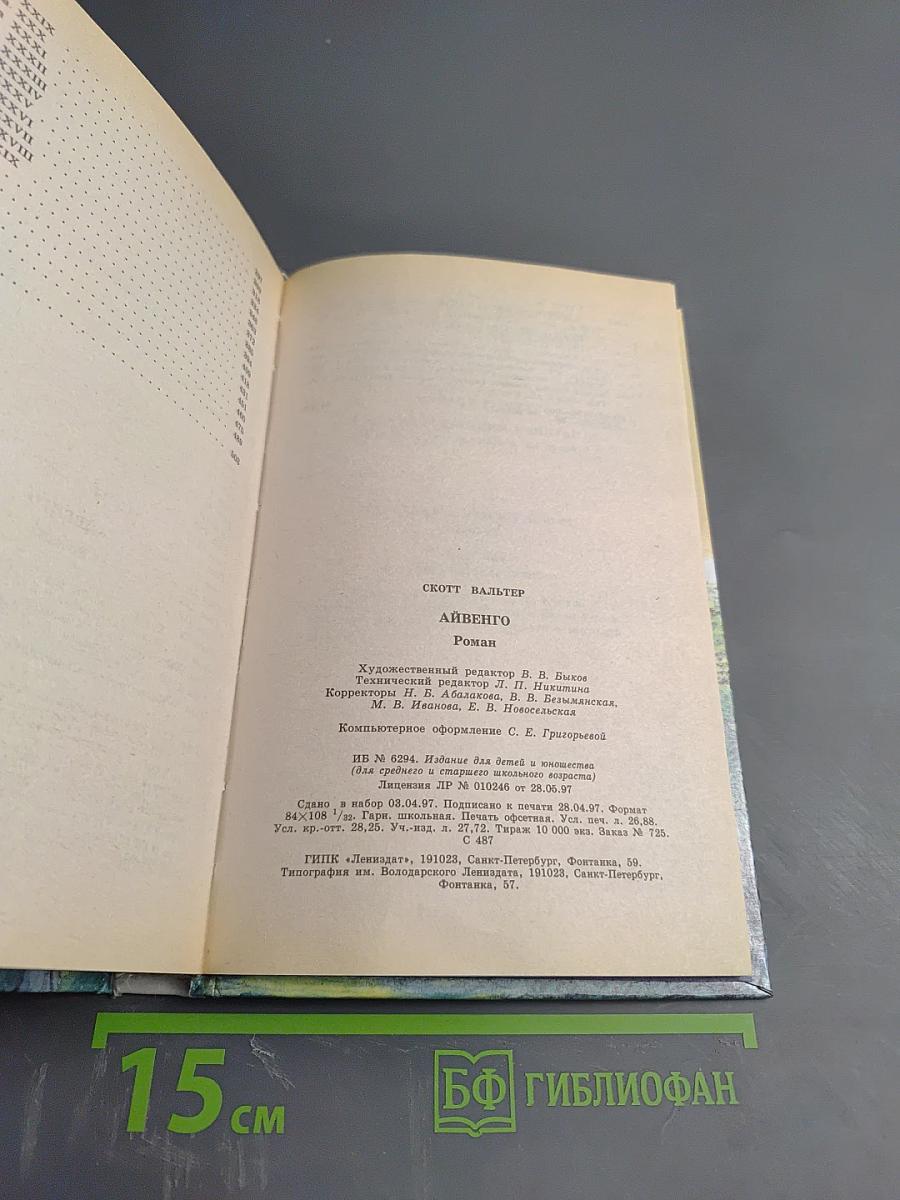 XXIX
XXX
XXXI
508
СКОТТ ВАЛЬТЕР
АЙВЕНГО
Роман
Художественный редактор В. В. Быков
Технический редактор Л. П. Никитина
Корректоры Н. Б. Абалакова, В. В. Безымянская,
М. В. Иванова, Е. В. Новосельская
Компьютерное оформление С. Е. Григорьевой
ИБ № 6294. Издание для детей и юношества
(для среднего и старшего школьного возраста)
Лицензия ЛР № 010246 от 28.05.97
Сдано в набор 03.04.97. Подписано к печати 28.04.97. Формат
84×108 1/32. Гарн. школьная. Печать офсетная. Усл. печ. л. 26,88.
Усл. кр.-отт. 28,25. Уч.-изд. л. 27,72. Тираж 10 000 экз. Заказ № 725.
С 487
ГИПК «Лениздат», 191023, Санкт-Петербург, Фонтанка, 59.
Типография им. Володарского Лениздата, 191023, Санкт-Петербург,
Фонтанка, 57.
15 см
БФ ГИБЛИОФАН